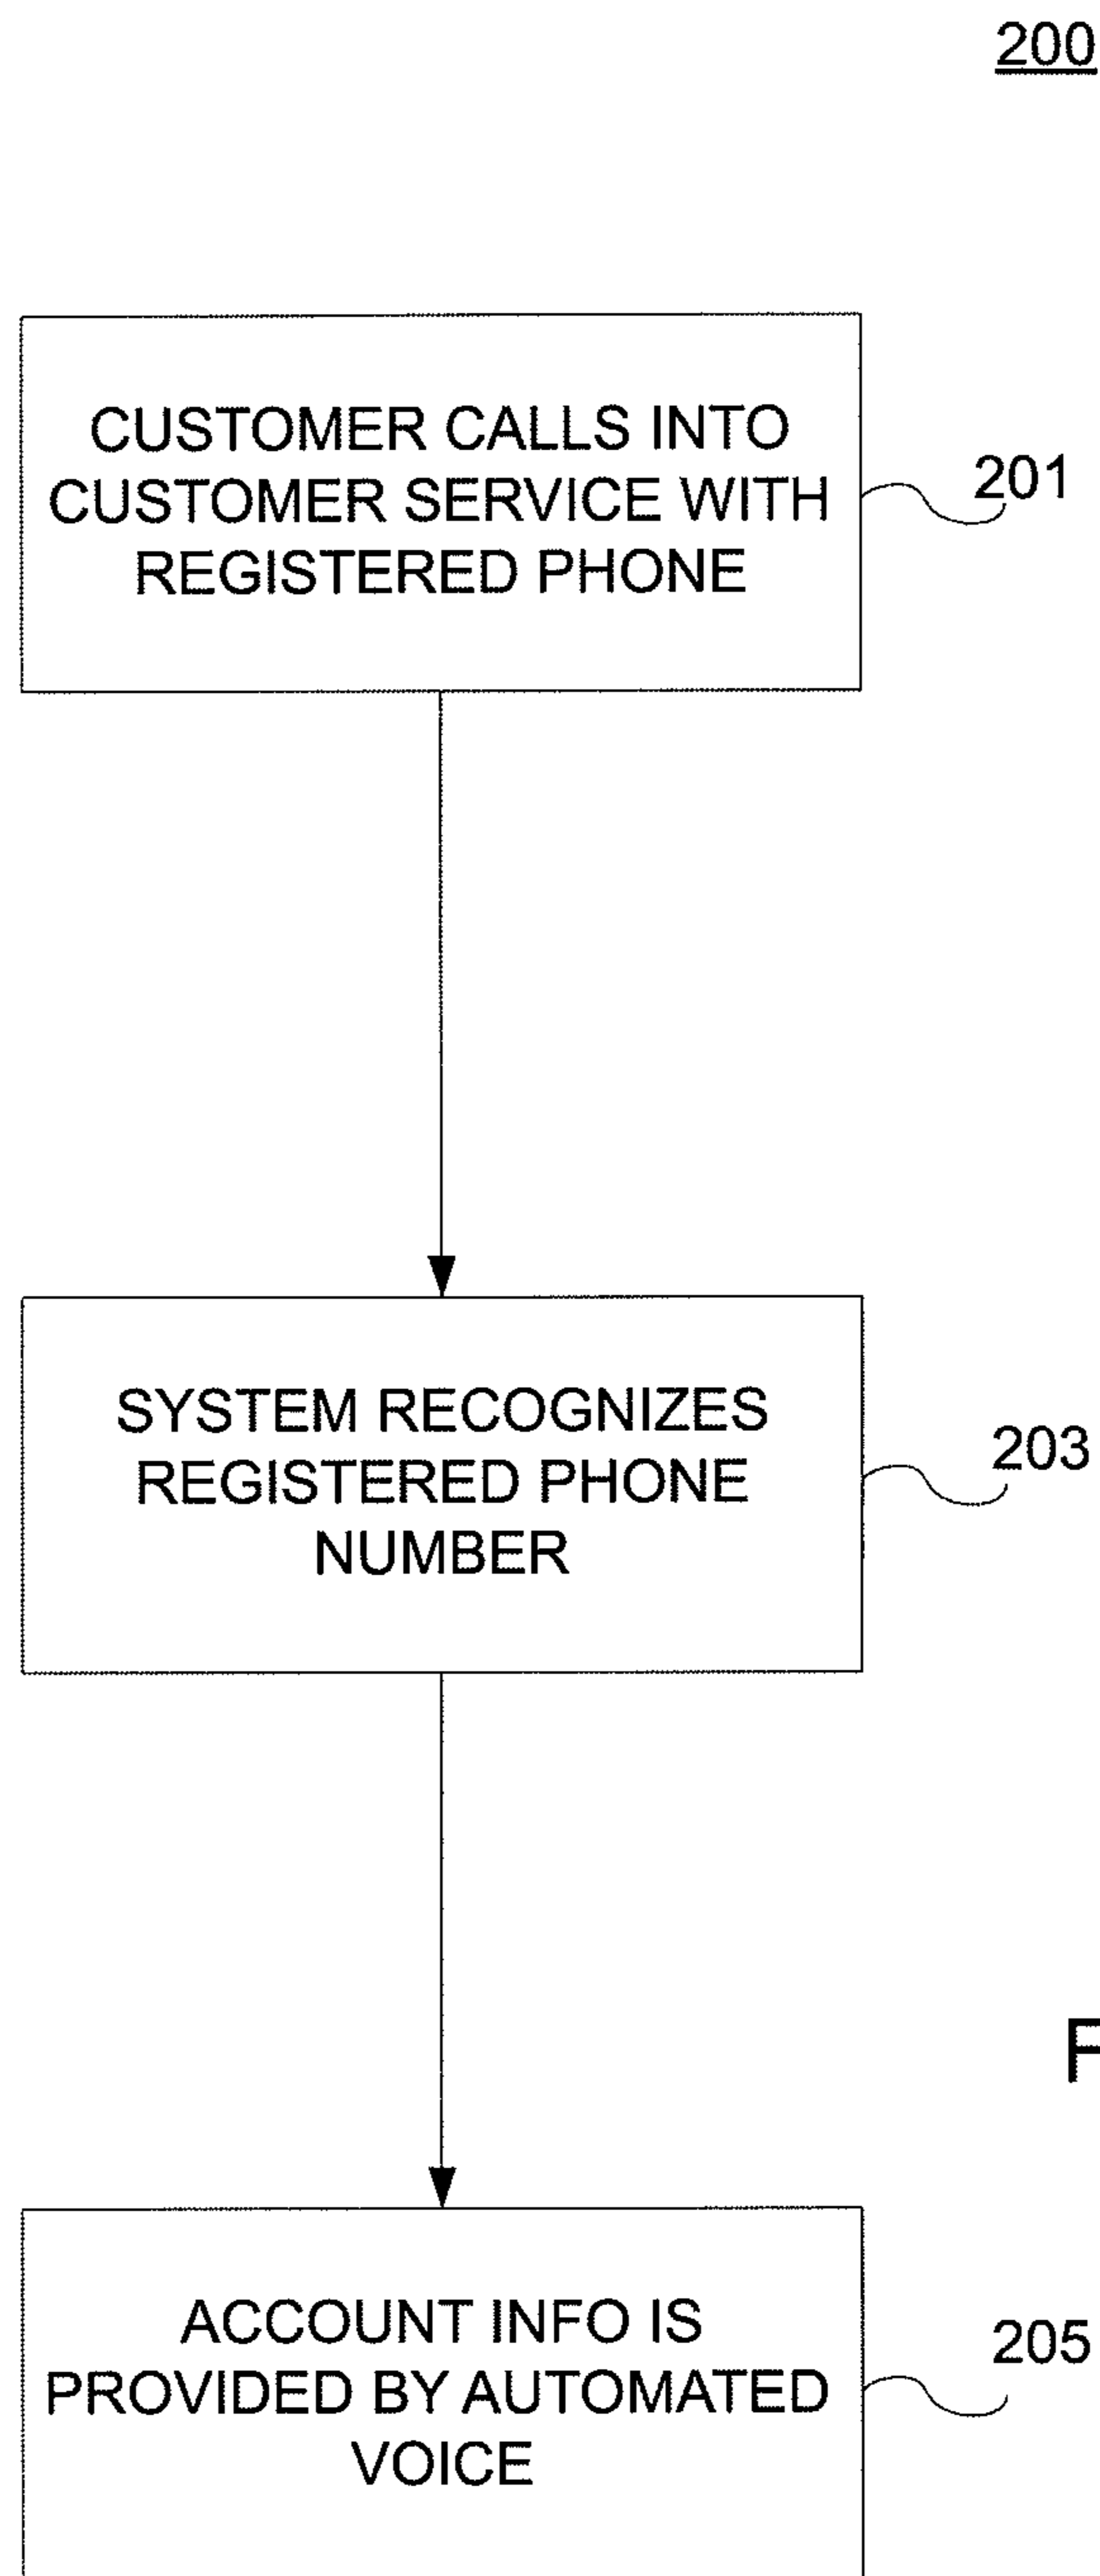 200
CUSTOMER CALLS INTO
CUSTOMER SERVICE WITH
REGISTERED PHONE
201
SYSTEM RECOGNIZES
REGISTERED PHONE
NUMBER
203
ACCOUNT INFO IS
PROVIDED BY AUTOMATED
VOICE
205